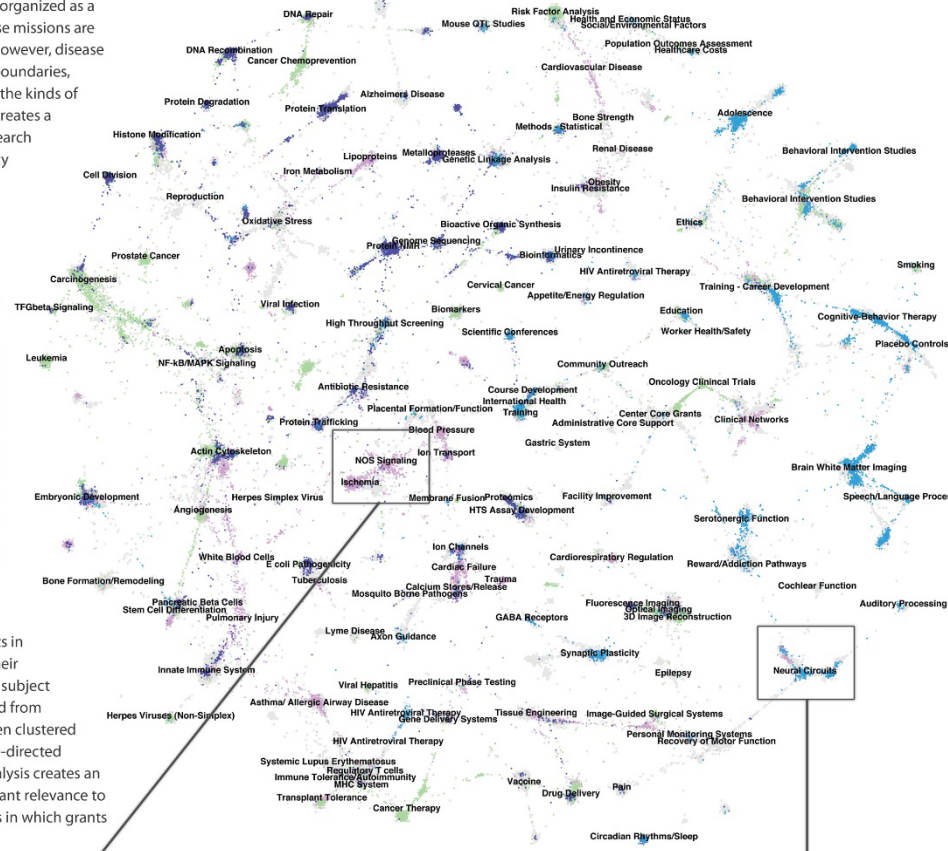 organized as a
se missions are
owever, disease
oundaries,
the kinds of
reates a
search
ty
ts in
heir
subject
d from
en clustered
-directed
alysis creates an
ant relevance to
s in which grants
DNA Repair
Risk Factor Analysis
Health and Economic Status
Mouse QTL Studies
Social/Environmental Factors
Population Outcomes Assessment
DNA Recombination
Healthcare Costs
Cancer Chemoprevention
Cardiovascular Disease
Alzheimers Disease
Protein Degradation
Protein Translation
Adolescence
Bone Strength
Methods - Statistical
Histone Modification
Renal Disease
Behavioral Intervention Studies
Lipoproteins
Metalloproteases
Genetic Linkage Analysis
Iron Metabolism
Cell Division
Obesity
Insulin Resistance
Reproduction
Behavioral Intervention Studies
Oxidative Stress
Bioactive Organic Synthesis
Ethics
Genome Sequencing
Protein NMR
Urinary Incontinence
Bioinformatics
Prostate Cancer
Smoking
HIV Antiretroviral Therapy
Carcinogenesis
Cervical Cancer
Training - Career Development
Appetite/Energy Regulation
Viral Infection
TFGbeta Signaling
Biomarkers
Education
Cognitive-Behavior Therapy
High Throughput Screening
Scientific Conferences
Worker Health/Safety
Placebo Controls
Apoptosis
Leukemia
NF-kB/MAPK Signaling
Community Outreach
Oncology Clinincal Trials
Antibiotic Resistance
Course Development
International Health
Training
Placental Formation/Function
Center Core Grants
Clinical Networks
Protein Trafficking
Administrative Core Support
Blood Pressure
Gastric System
Actin Cytoskeleton
Ion Transport
NOS Signaling
Brain White Matter Imaging
Ischemia
Embryonic Development
Herpes Simplex Virus
Membrane Fusion
Proteomics
Facility Improvement
Speech/Language Proce
Angiogenesis
HTS Assay Development
Serotonergic Function
Ion Channels
White Blood Cells
Cardiorespiratory Regulation
E coli Pathogenicity
Cardiac Failure
Reward/Addiction Pathways
Bone Formation/Remodeling
Tuberculosis
Trauma
Calcium Stores/Release
Cochlear Function
Mosquito Borne Pathogens
Pancreatic Beta Cells
Fluorescence Imaging
Auditory Processing
Stem Cell Differentiation
Optical Imaging
Pulmonary Injury
GABA Receptors
3D Image Reconstruction
Lyme Disease
Axon Guidance
Synaptic Plasticity
Innate Immune System
Epilepsy
Neural Circuits
Viral Hepatitis
Preclinical Phase Testing
Asthma/ Allergic Airway Disease
Herpes Viruses (Non-Simplex)
HIV Antiretroviral Therapy
Tissue Engineering
Image-Guided Surgical Systems
Gene Delivery Systems
Personal Monitoring Systems
HIV Antiretroviral Therapy
Recovery of Motor Function
Systemic Lupus Erythematosus
Regulatory T cells
Immune Tolerance/Autoimmunity
MHC System
Vaccine
Pain
Transplant Tolerance
Drug Delivery
Cancer Therapy
Circadian Rhythms/Sleep